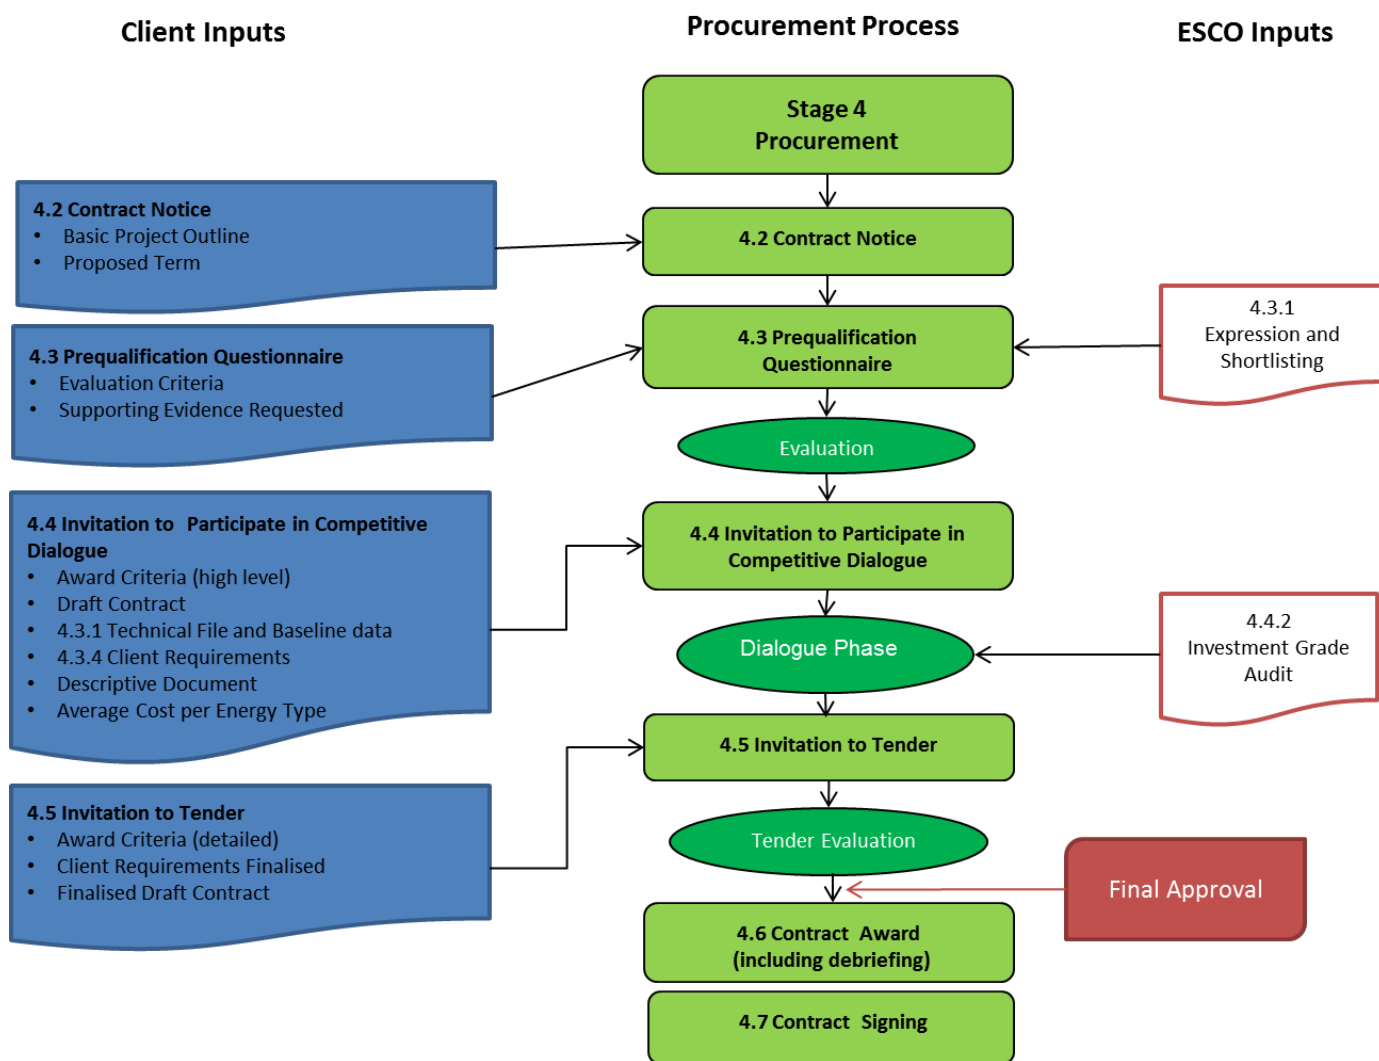 Client Inputs
Procurement Process
ESCO Inputs
Stage 4
Procurement
4.2 Contract Notice
• Basic Project Outline
• Proposed Term
4.2 Contract Notice
4.3 Prequalification Questionnaire
• Evaluation Criteria
• Supporting Evidence Requested
4.3 Prequalification
Questionnaire
4.3.1
Expression and
Shortlisting
Evaluation
4.4 Invitation to Participate in Competitive
Dialogue
• Award Criteria (high level)
• Draft Contract
• 4.3.1 Technical File and Baseline data
• 4.3.4 Client Requirements
• Descriptive Document
• Average Cost per Energy Type
4.4 Invitation to Participate in
Competitive Dialogue
Dialogue Phase
4.4.2
Investment Grade
Audit
4.5 Invitation to Tender
• Award Criteria (detailed)
• Client Requirements Finalised
• Finalised Draft Contract
4.5 Invitation to Tender
Tender Evaluation
Final Approval
4.6 Contract Award
(including debriefing)
4.7 Contract Signing